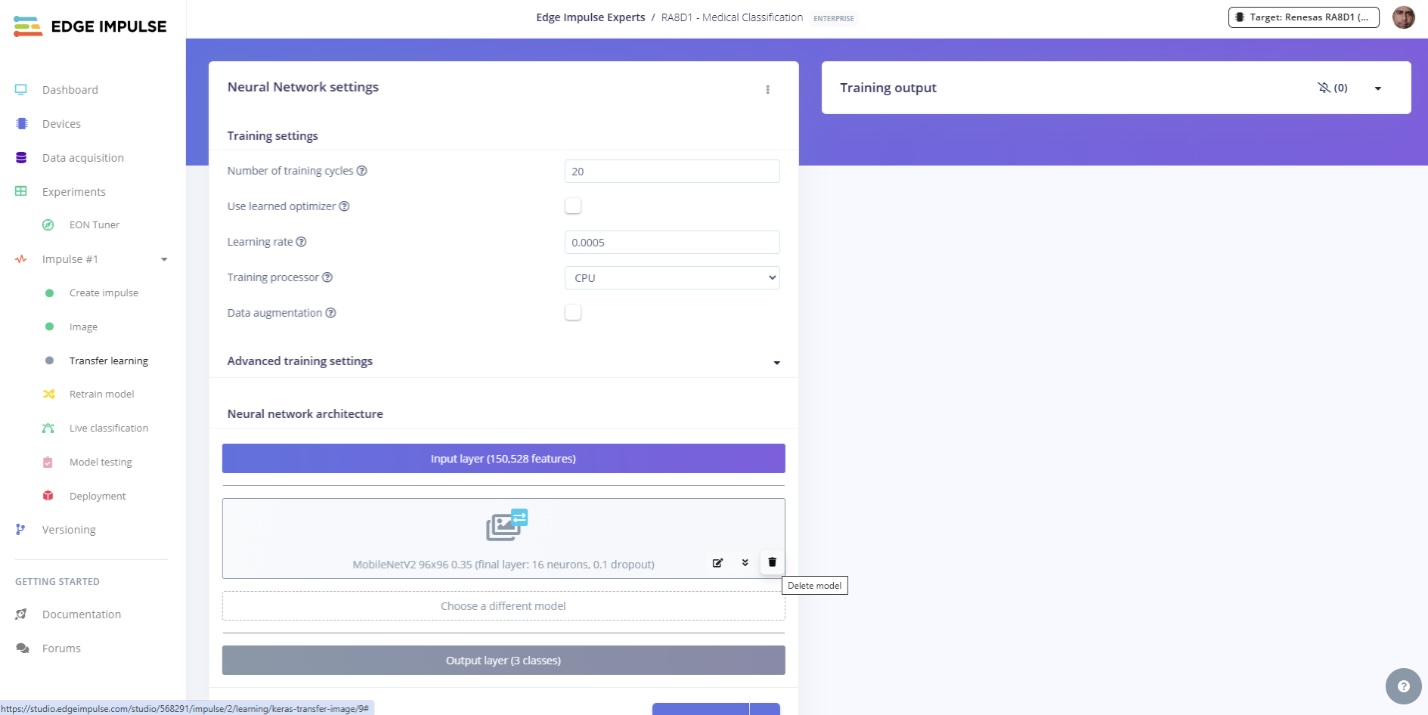 EDGE IMPULSE
Edge Impulse Experts / RA8D1 - Medical Classification ENTERPRISE
Target: Renesas RA8D1 (...
Dashboard
Devices
Data acquisition
Experiments
EON Tuner
Impulse #1
Create impulse
Image
Transfer learning
Retrain model
Live classification
Model testing
Deployment
Versioning
GETTING STARTED
Documentation
Forums
Neural Network settings
Training settings
Number of training cycles
20
Use learned optimizer
Learning rate
0.0005
Training processor
CPU
Data augmentation
Advanced training settings
Neural network architecture
Input layer (150,528 features)
MobileNetV2 96x96 0.35 (final layer: 16 neurons, 0.1 dropout)
Delete model
Choose a different model
Output layer (3 classes)
Training output
(0)
https://studio.edgeimpulse.com/studio/568291/impulse/2/learning/keras-transfer-image/9#